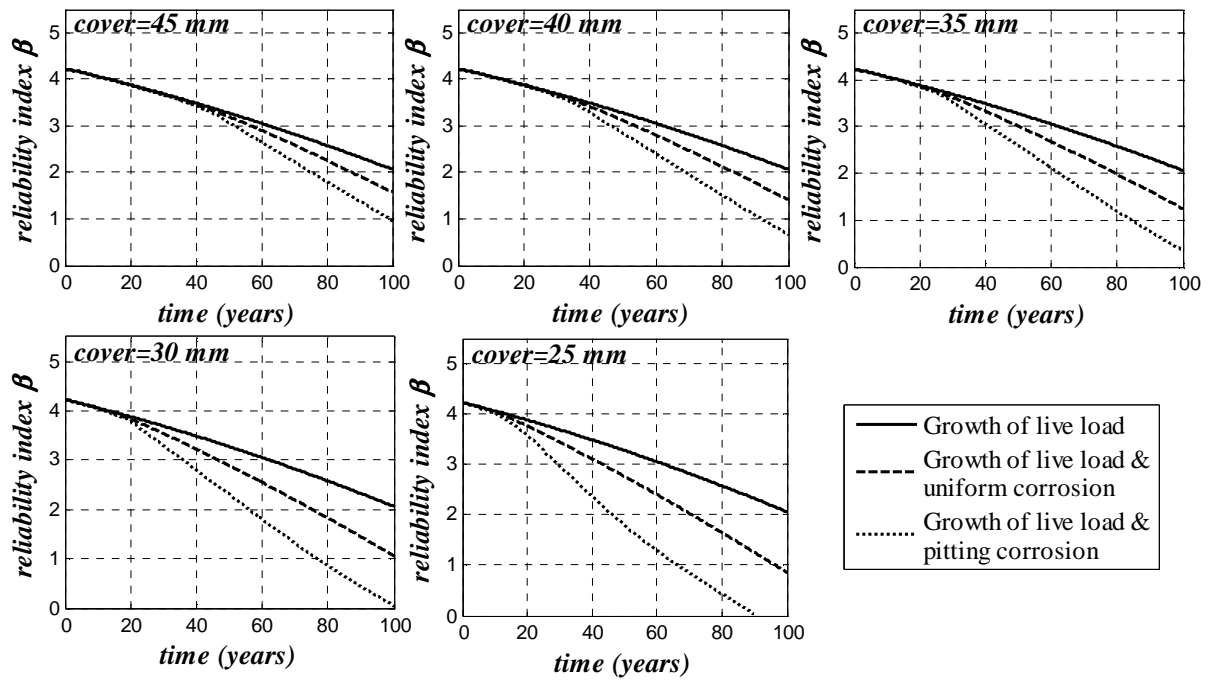 cover=45 mm
5
4
3
2
1
0
reliability index β
0 20 40 60 80 100
time (years)
cover=40 mm
5
4
3
2
1
0
reliability index β
0 20 40 60 80 100
time (years)
cover=35 mm
5
4
3
2
1
0
reliability index β
0 20 40 60 80 100
time (years)
cover=30 mm
5
4
3
2
1
0
reliability index β
0 20 40 60 80 100
time (years)
cover=25 mm
5
4
3
2
1
0
reliability index β
0 20 40 60 80 100
time (years)
Growth of live load
Growth of live load &
uniform corrosion
Growth of live load &
pitting corrosion